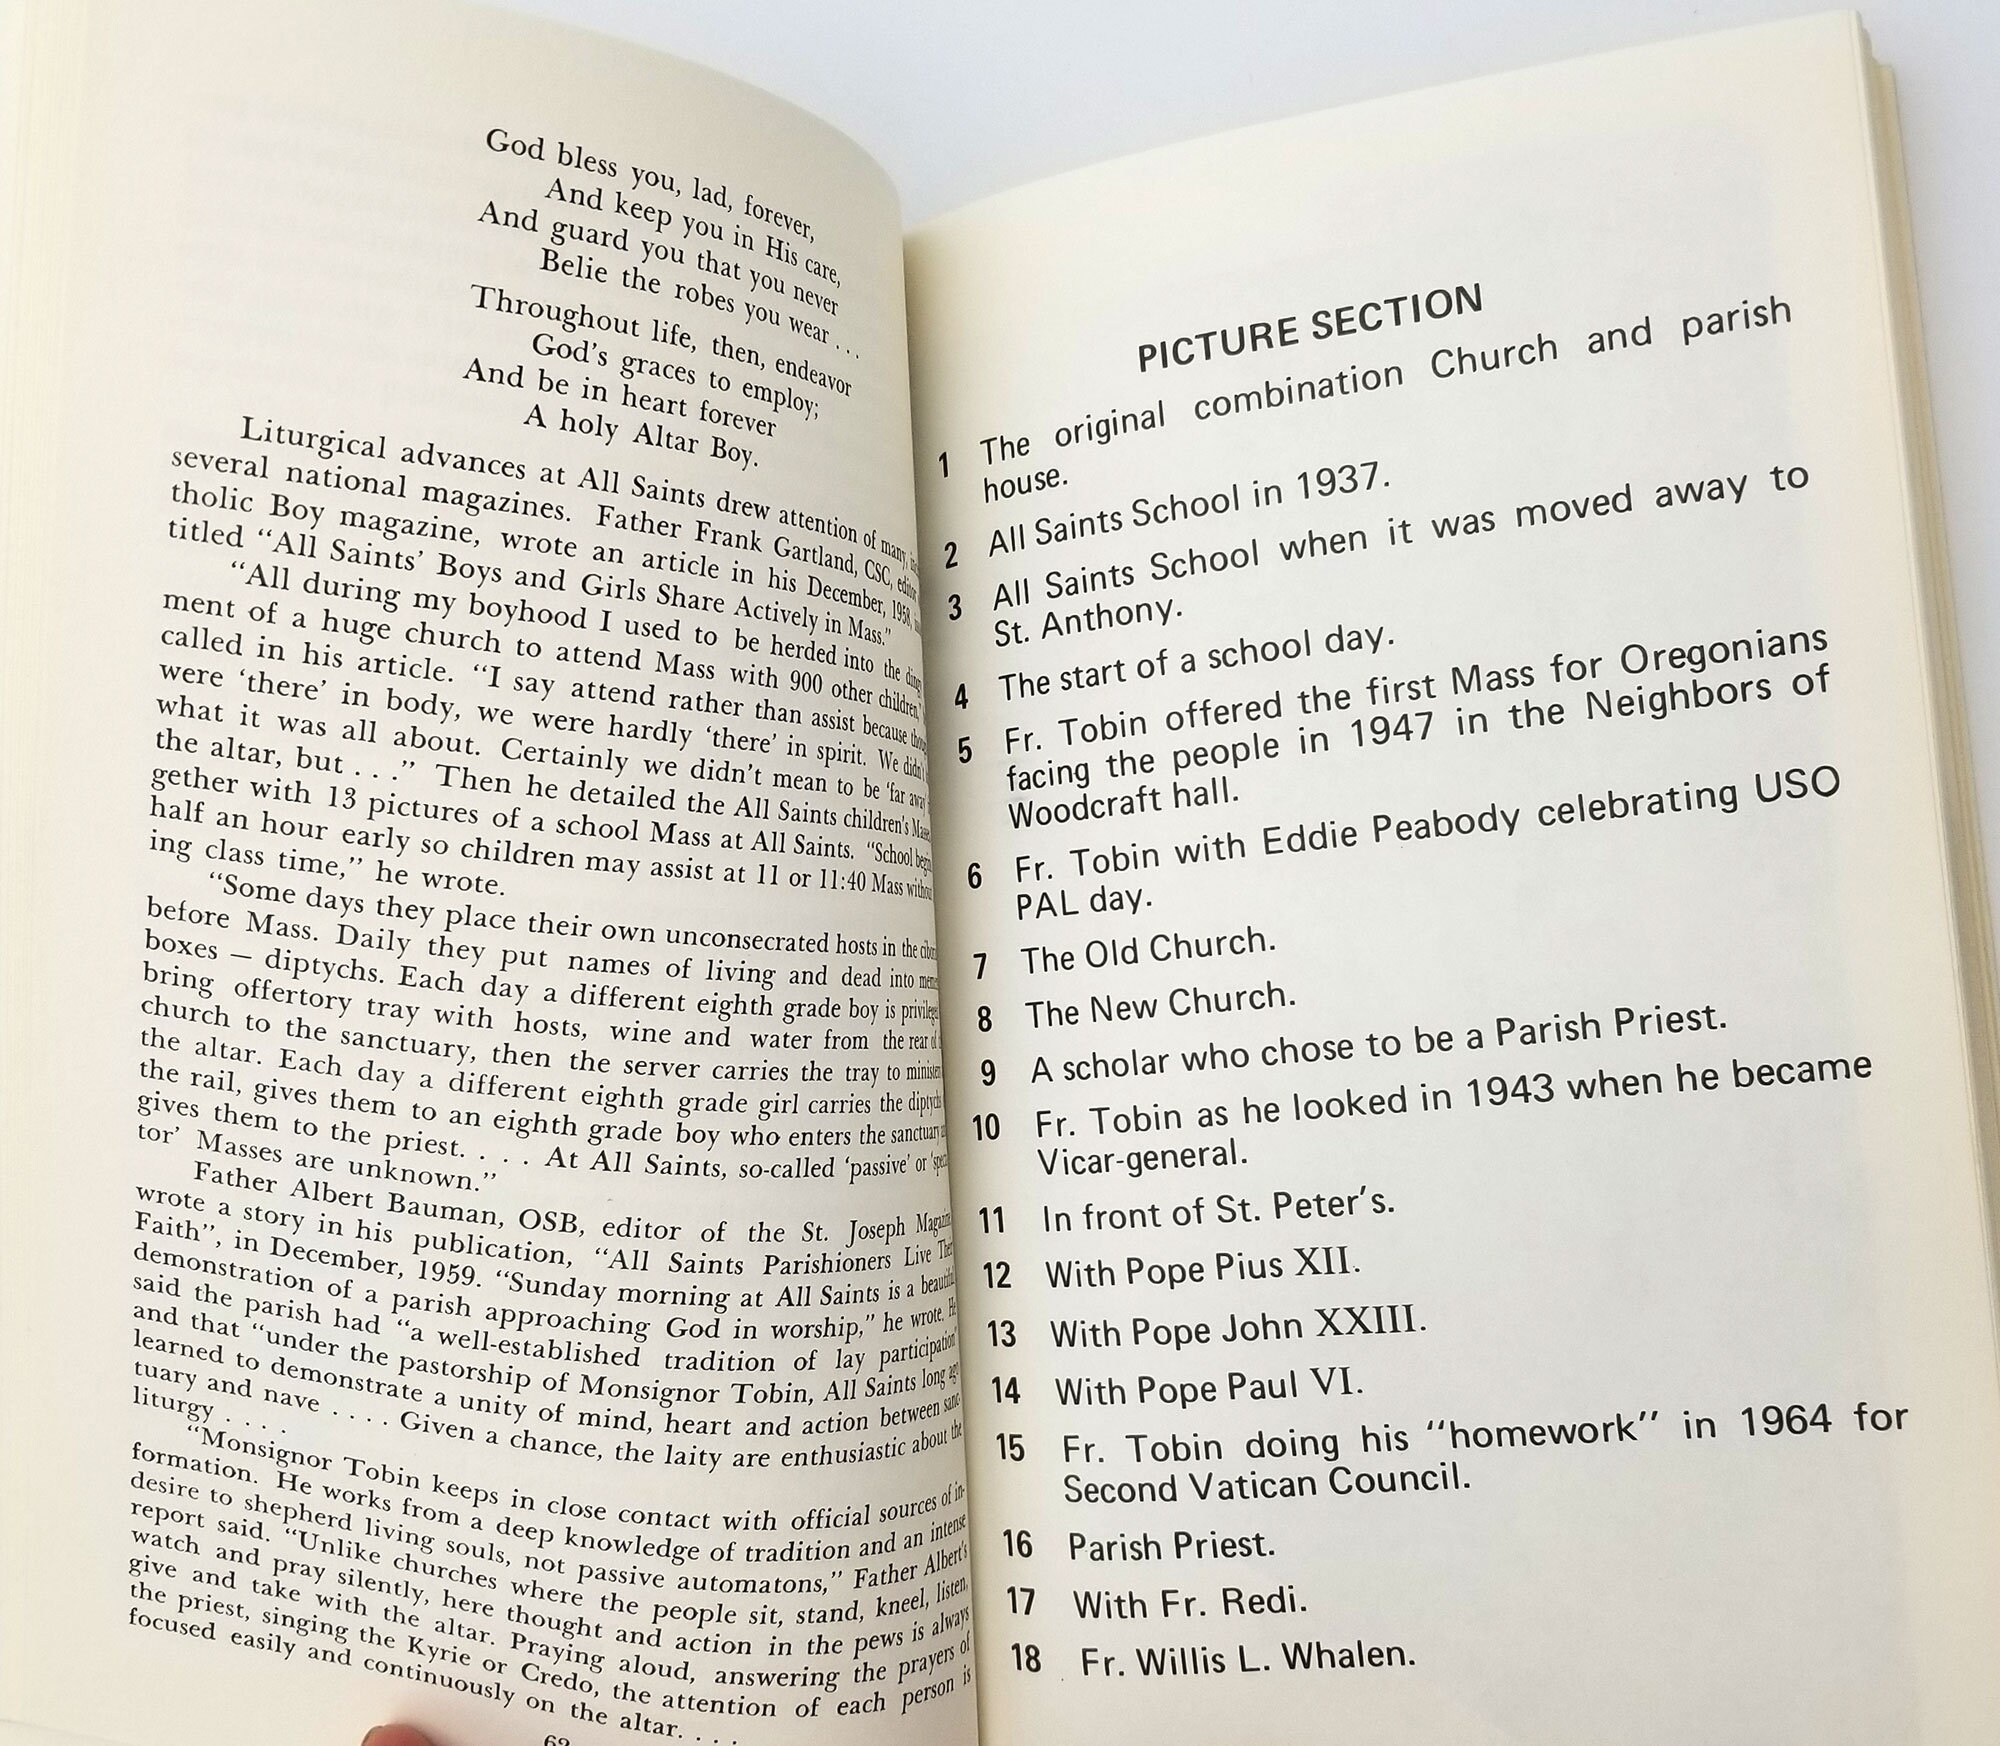 God bless you, lad, forever,
And keep you in His care,
And guard you that you never
Belie the robes you wear . . .
Throughout life, then, endeavor
God's graces to employ;
And be in heart forever
A holy Altar Boy.
Liturgical advances at All Saints drew attention of many,
several national magazines. Father Frank Gartland, CSC, editor
tholic Boy magazine, wrote an article in his December, 1958,
titled "All Saints' Boys and Girls Share Actively in Mass."
"All during my boyhood I used to be herded into the
ment of a huge church to attend Mass with 900 other children,'
called in his article. "I say attend rather than assist because
were 'there' in body, we were hardly 'there' in spirit. We didn't
what it was all about. Certainly we didn't mean to be 'far away'
the altar, but . . ." Then he detailed the All Saints children's
gether with 13 pictures of a school Mass at All Saints. "School
half an hour early so children may assist at 11 or 11:40 Mass
ing class time," he wrote.
"Some days they place their own unconsecrated hosts in the
before Mass. Daily they put names of living and dead into
boxes — diptychs. Each day a different eighth grade boy is
bring offertory tray with hosts, wine and water from the rear of
church to the sanctuary, then the server carries the tray to
the altar. Each day a different eighth grade girl carries the
the rail, gives them to an eighth grade boy who enters the sanctuary
gives them to the priest. . . . At All Saints, so-called 'passive' or
tor' Masses are unknown."
Father Albert Bauman, OSB, editor of the St. Joseph
wrote a story in his publication, "All Saints Parishioners Live
Faith", in December, 1959. "Sunday morning at All Saints is a
demonstration of a parish approaching God in worship," he wrote. He
said the parish had "a well-established tradition of lay participation"
and that "under the pastorship of Monsignor Tobin, All Saints long
learned to demonstrate a unity of mind, heart and action between sanc-
tuary and nave . . . . Given a chance, the laity are enthusiastic about the
liturgy . . .
"Monsignor Tobin keeps in close contact with official sources of in-
formation. He works from a deep knowledge of tradition and an intense
desire to shepherd living souls, not passive automatons," Father Albert's
report said. "Unlike churches where the people sit, stand, kneel, listen,
watch and pray silently, here thought and action in the pews is always
give and take with the altar. Praying aloud, answering the prayers of
the priest, singing the Kyrie or Credo, the attention of each person is
focused easily and continuously on the altar. . . .
PICTURE SECTION
1 The original combination Church and parish
house.
2 All Saints School in 1937.
3 All Saints School when it was moved away to
St. Anthony.
4 The start of a school day.
5 Fr. Tobin offered the first Mass for Oregonians
facing the people in 1947 in the Neighbors of
Woodcraft hall.
6 Fr. Tobin with Eddie Peabody celebrating USO
PAL day.
7 The Old Church.
8 The New Church.
9 A scholar who chose to be a Parish Priest.
10 Fr. Tobin as he looked in 1943 when he became
Vicar-general.
11 In front of St. Peter's.
12 With Pope Pius XII.
13 With Pope John XXIII.
14 With Pope Paul VI.
15 Fr. Tobin doing his "homework" in 1964 for
Second Vatican Council.
16 Parish Priest.
17 With Fr. Redi.
18 Fr. Willis L. Whalen.